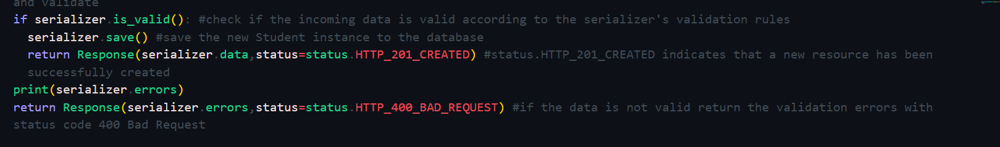 and validate
if serializer.is_valid(): #check if the incoming data is valid according to the serializer's validation rules
serializer.save() #save the new Student instance to the database
return Response(serializer.data,status=status.HTTP_201_CREATED) #status.HTTP_201_CREATED indicates that a new resource has been
successfully created
print(serializer.errors)
return Response(serializer.errors,status=status.HTTP_400_BAD_REQUEST) #if the data is not valid return the validation errors with
status code 400 Bad Request